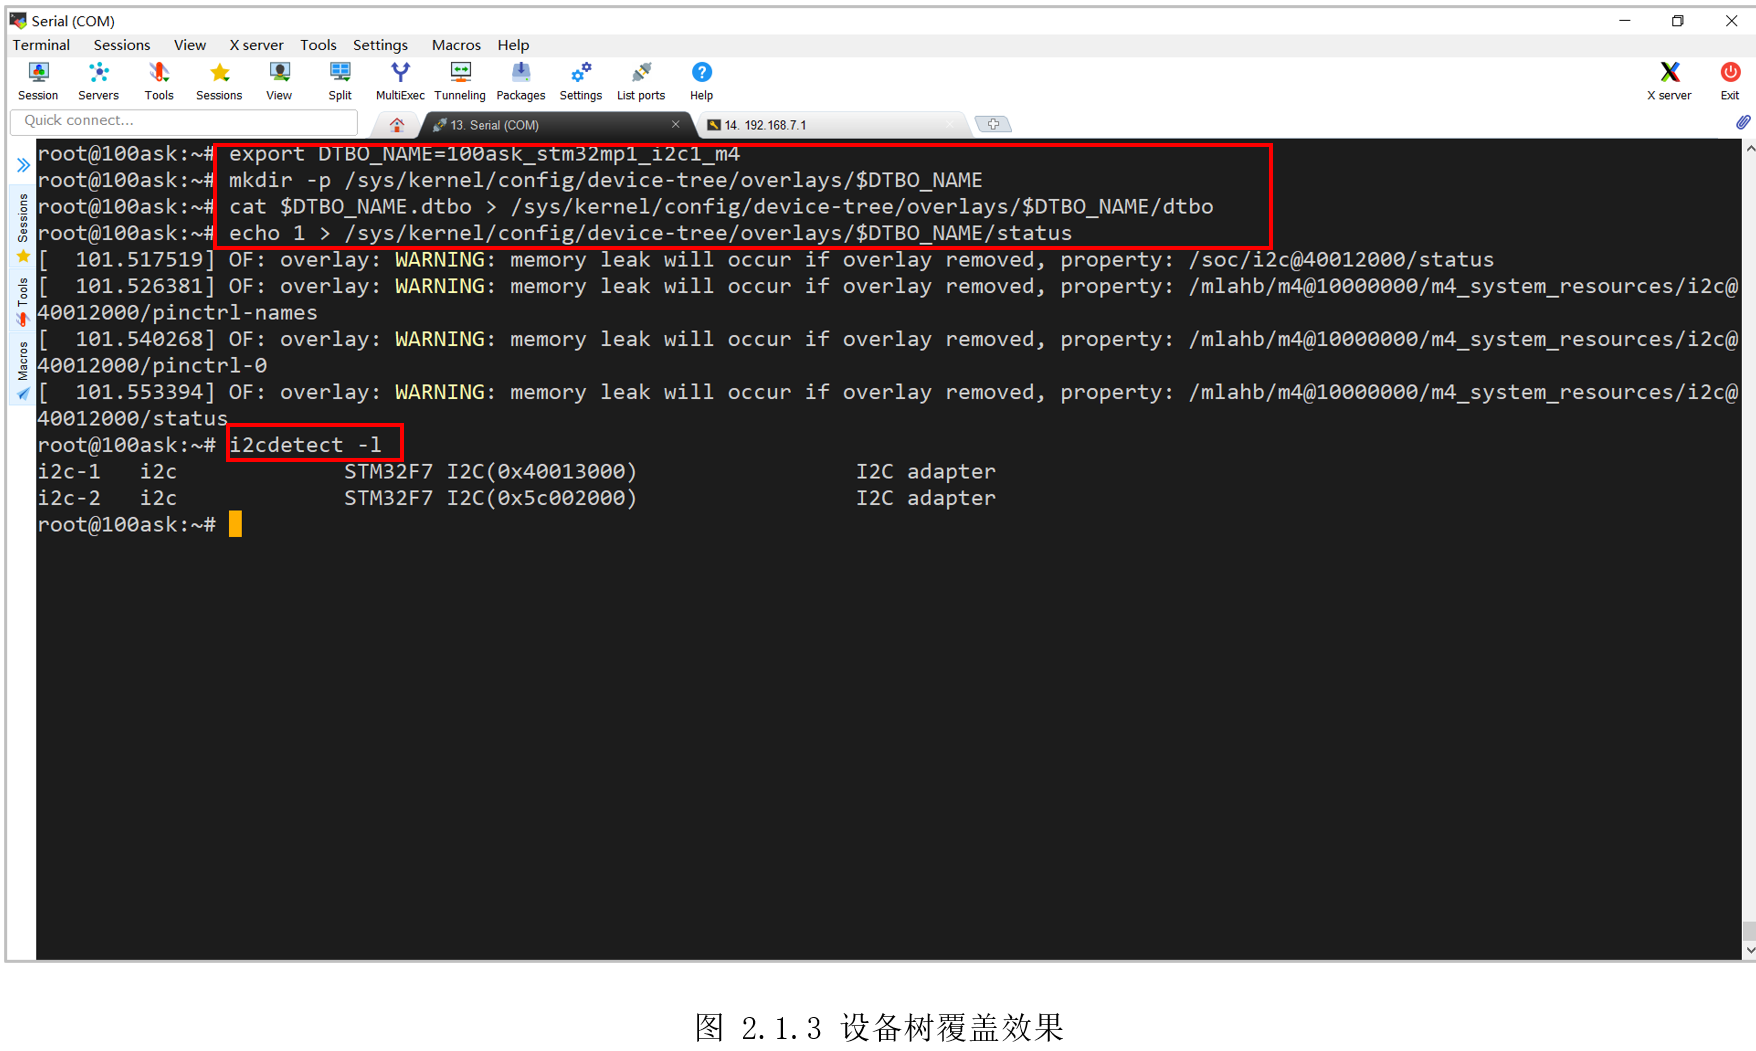 Serial (COM)
Terminal Sessions View X server Tools Settings Macros Help
Session Servers Tools Sessions View Split MultiExec Tunneling Packages Settings List ports Help X server Exit
Quick connect...
13. Serial (COM)
14. 192.168.7.1
Sessions
Tools
Macros
root@100ask:~# export DTBO_NAME=100ask_stm32mp1_i2c1_m4
root@100ask:~# mkdir -p /sys/kernel/config/device-tree/overlays/$DTBO_NAME
root@100ask:~# cat $DTBO_NAME.dtbo > /sys/kernel/config/device-tree/overlays/$DTBO_NAME/dtbo
root@100ask:~# echo 1 > /sys/kernel/config/device-tree/overlays/$DTBO_NAME/status
[  101.517519] OF: overlay: WARNING: memory leak will occur if overlay removed, property: /soc/i2c@40012000/status
[  101.526381] OF: overlay: WARNING: memory leak will occur if overlay removed, property: /mlahb/m4@10000000/m4_system_resources/i2c@
40012000/pinctrl-names
[  101.540268] OF: overlay: WARNING: memory leak will occur if overlay removed, property: /mlahb/m4@10000000/m4_system_resources/i2c@
40012000/pinctrl-0
[  101.553394] OF: overlay: WARNING: memory leak will occur if overlay removed, property: /mlahb/m4@10000000/m4_system_resources/i2c@
40012000/status
root@100ask:~# i2cdetect -l
i2c-1   i2c             STM32F7 I2C(0x40013000)                 I2C adapter
i2c-2   i2c             STM32F7 I2C(0x5c002000)                 I2C adapter
root@100ask:~#
图 2.1.3 设备树覆盖效果